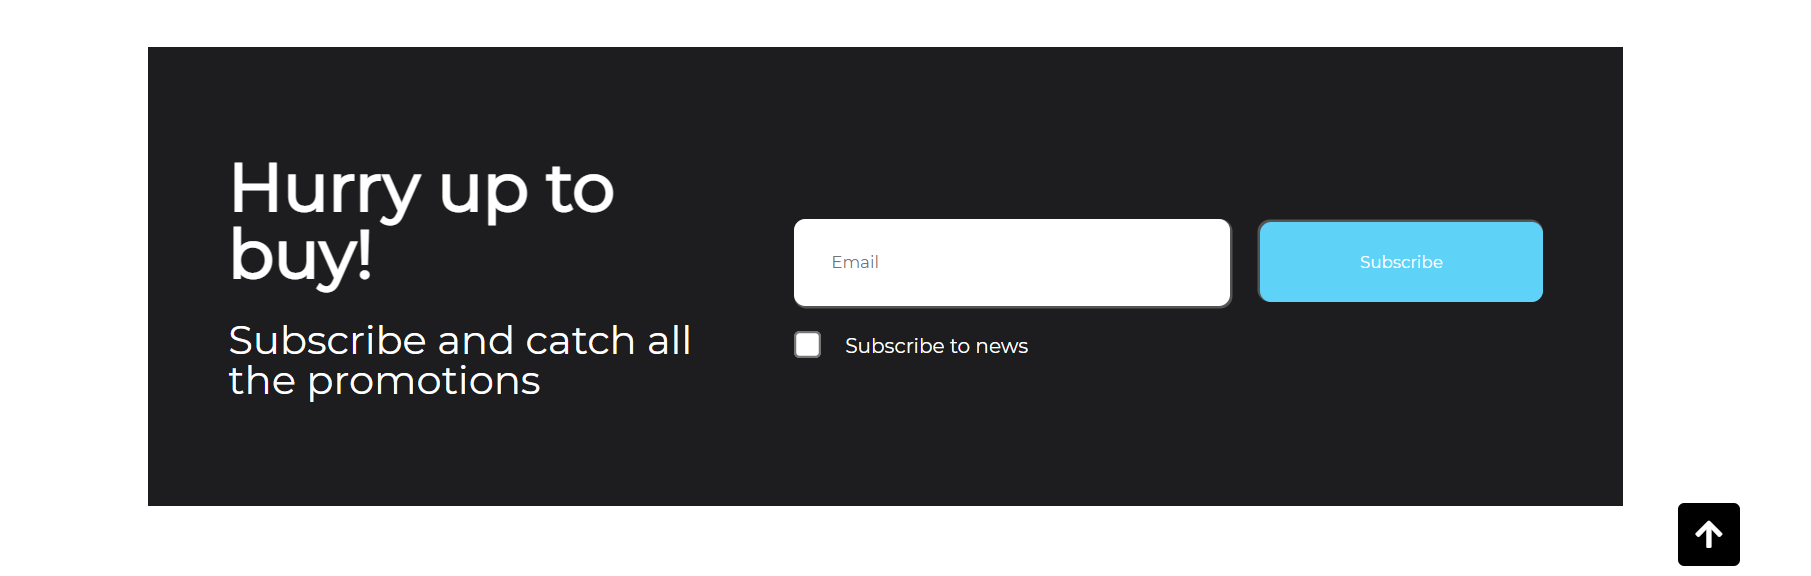 Hurry up to
buy!
Subscribe and catch all
the promotions
Email
Subscribe
Subscribe to news